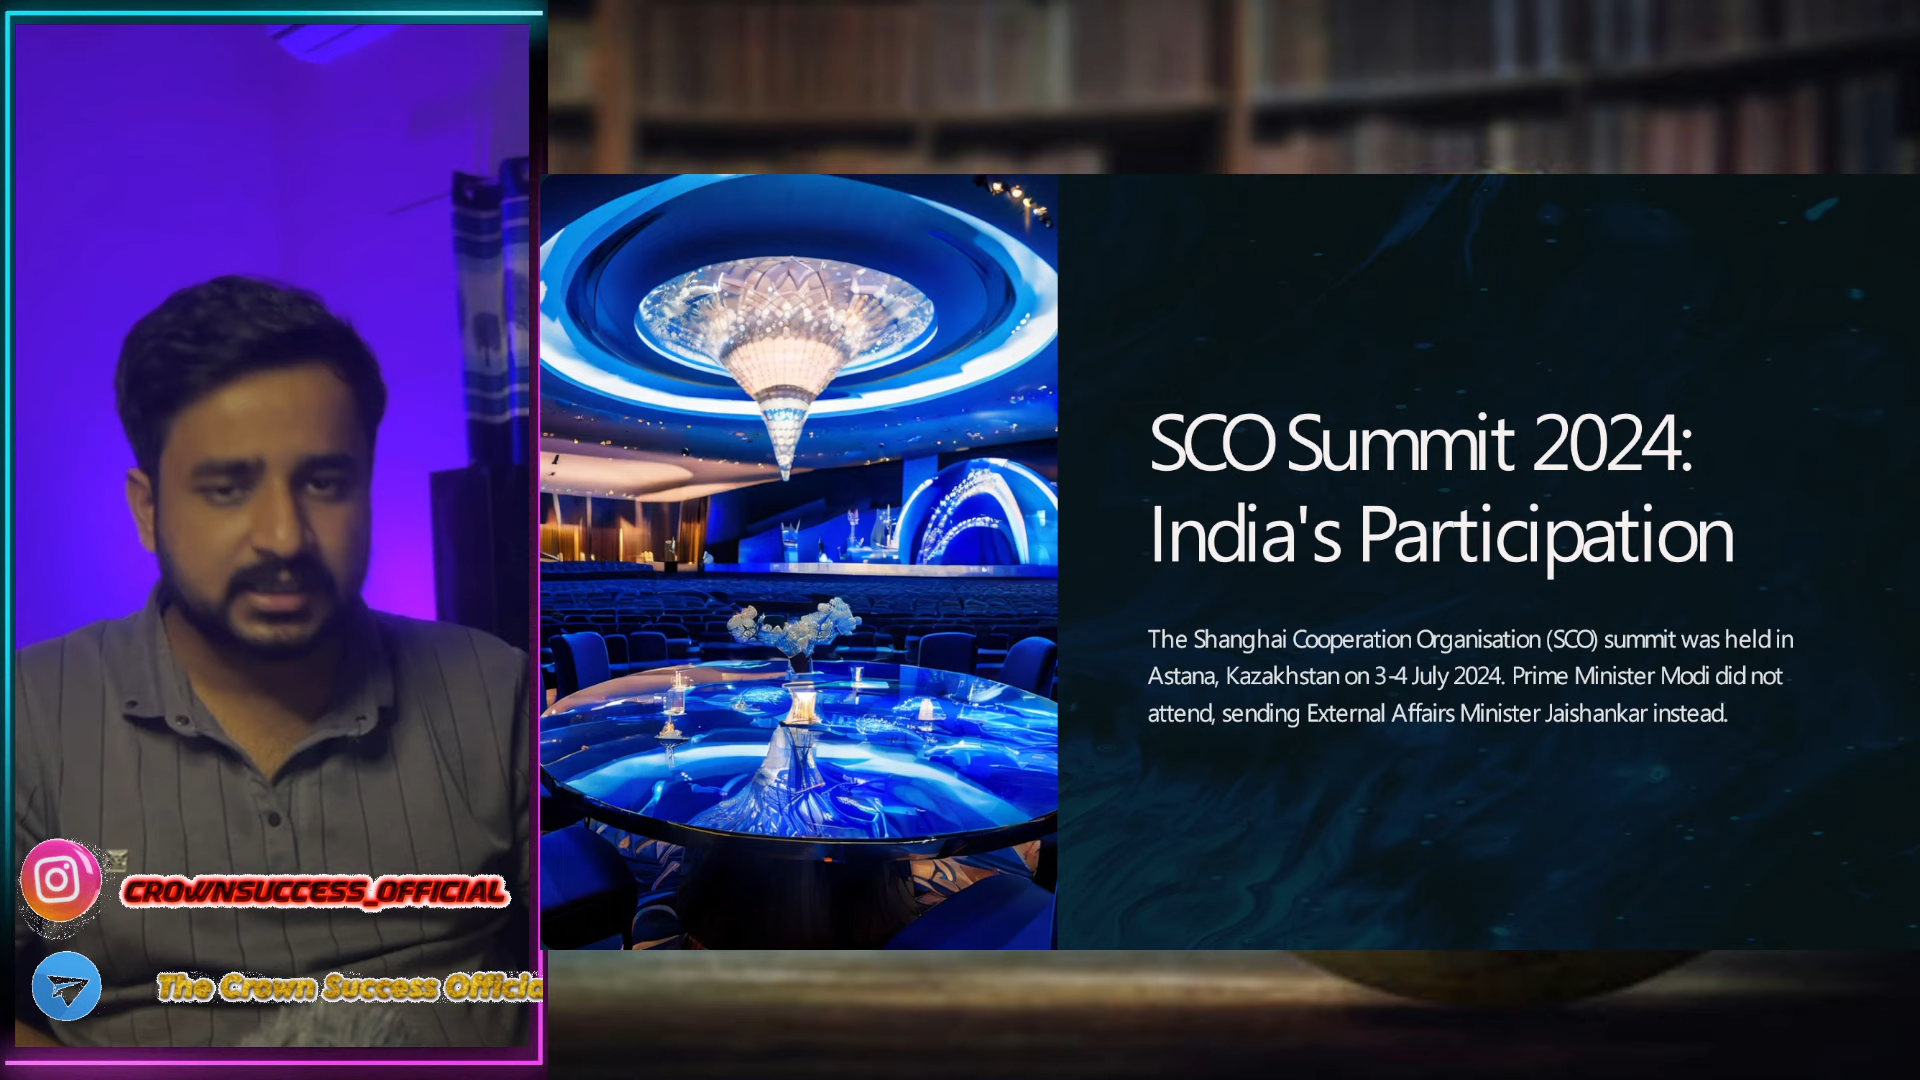 SCO Summit 2024:
India's Participation
The Shanghai Cooperation Organisation (SCO) summit was held in
Astana, Kazakhstan on 3-4 July 2024. Prime Minister Modi did not
attend, sending External Affairs Minister Jaishankar instead.
CROWNSUCCESS_OFFICIAL
The Crown Success Officia